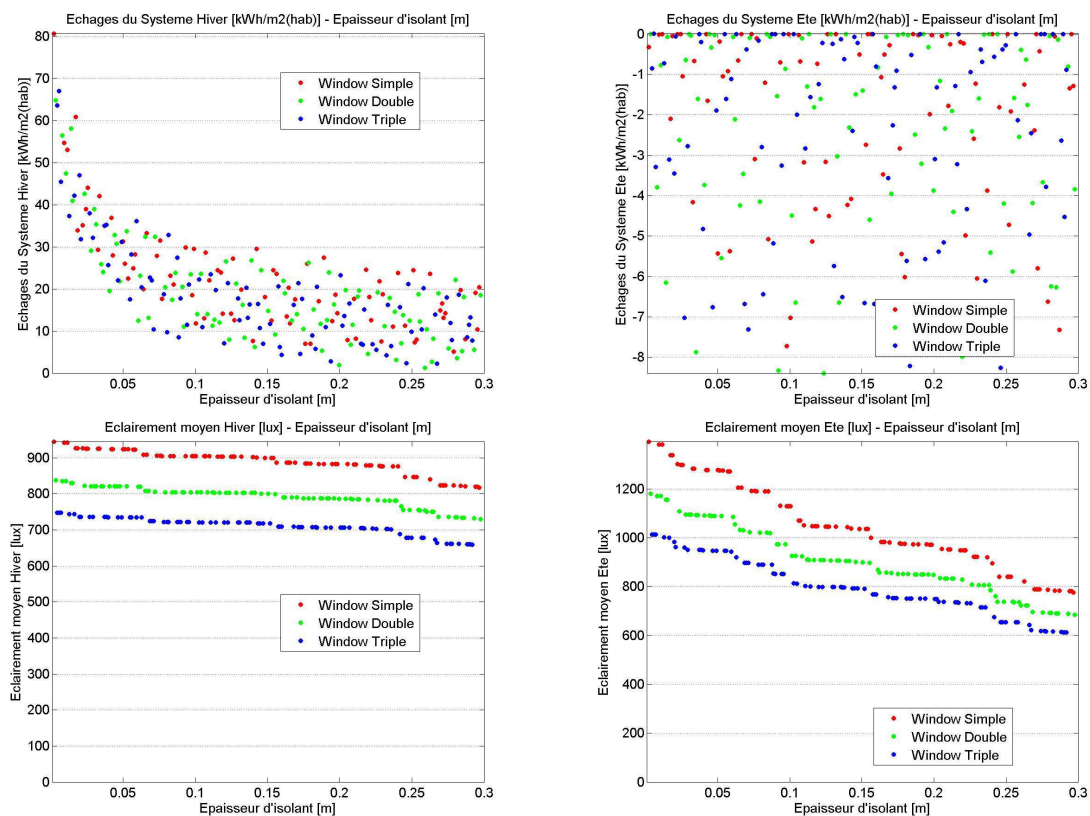 Echages du Systeme Hiver [kWh/m2(hab)] - Epaisseur d'isolant [m]
Echages du Systeme Hiver [kWh/m2(hab)]
80
70
60
50
40
30
20
10
0
Window Simple
Window Double
Window Triple
0.05
0.1
0.15
0.2
0.25
0.3
Epaisseur d'isolant [m]
Echages du Systeme Ete [kWh/m2(hab)] - Epaisseur d'isolant [m]
Echages du Systeme Ete [kWh/m2(hab)]
0
-1
-2
-3
-4
-5
-6
-7
-8
Window Simple
Window Double
Window Triple
0.05
0.1
0.15
0.2
0.25
0.3
Epaisseur d'isolant [m]
Eclairement moyen Hiver [lux] - Epaisseur d'isolant [m]
Eclairement moyen Hiver [lux]
900
800
700
600
500
400
300
200
100
0
Window Simple
Window Double
Window Triple
0.05
0.1
0.15
0.2
0.25
0.3
Epaisseur d'isolant [m]
Eclairement moyen Ete [lux] - Epaisseur d'isolant [m]
Eclairement moyen Ete [lux]
1200
1000
800
600
400
200
0
Window Simple
Window Double
Window Triple
0.05
0.1
0.15
0.2
0.25
0.3
Epaisseur d'isolant [m]